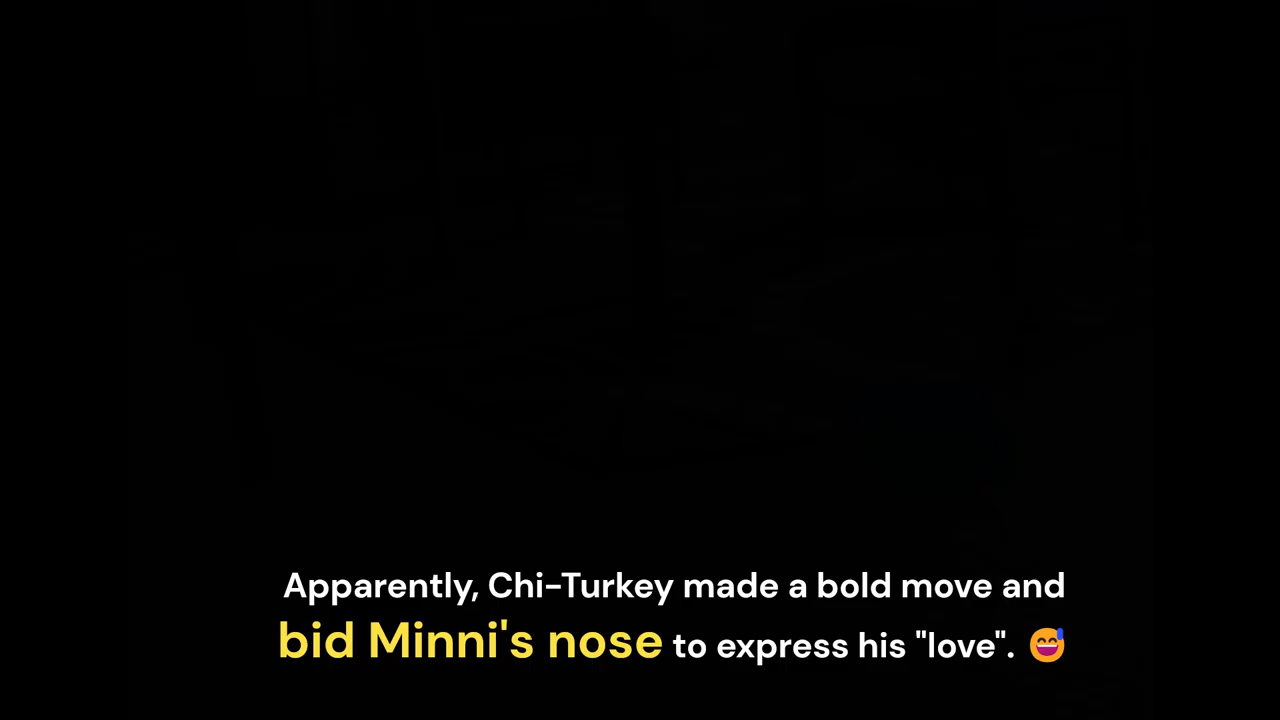 Apparently, Chi-Turkey made a bold move and
bid Minni's nose to express his "love". 😅